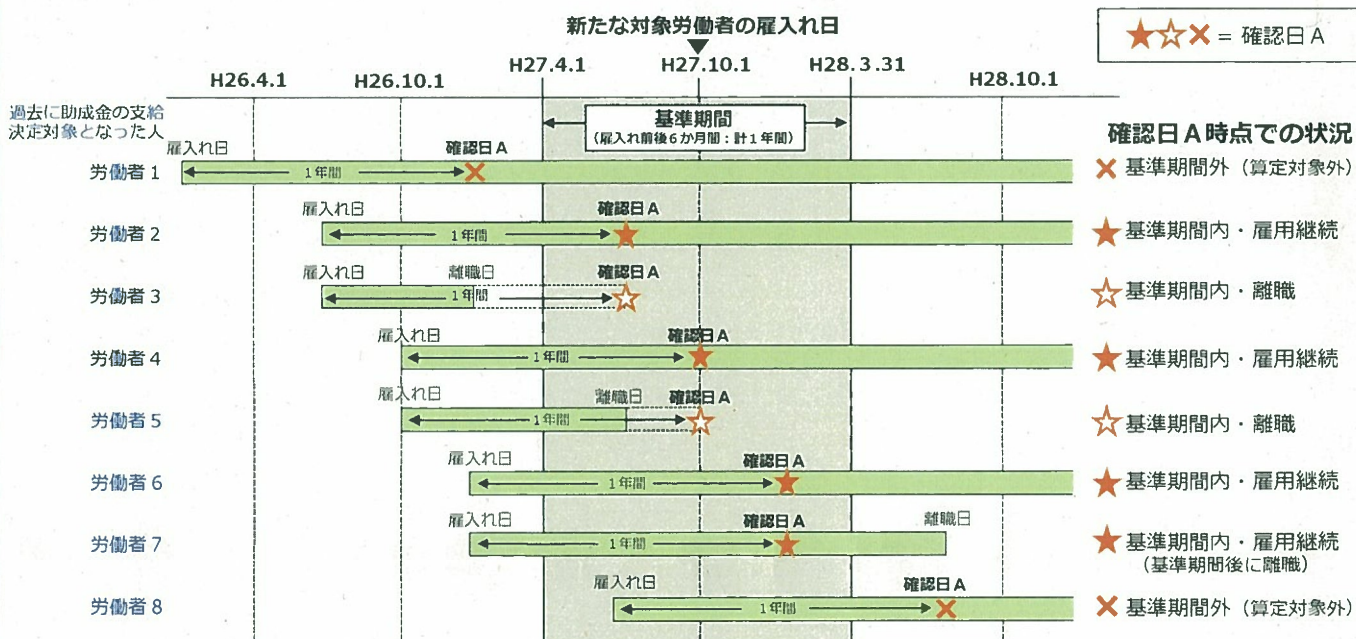 新たな対象労働者の雇入れ日
★☆✕ = 確認日A
H26.4.1
H26.10.1
H27.4.1
H27.10.1
H28.3.31
H28.10.1
過去に助成金の支給
決定対象となった人
基準期間
(雇入れ前後6か月間:計1年間)
確認日A時点での状況
雇入れ日
確認日A
労働者1
1年間
✕ 基準期間外(算定対象外)
雇入れ日
確認日A
労働者2
1年間
★ 基準期間内・雇用継続
雇入れ日
離職日
確認日A
労働者3
1年間
☆ 基準期間内・離職
雇入れ日
確認日A
労働者4
1年間
★ 基準期間内・雇用継続
雇入れ日
離職日
確認日A
労働者5
1年間
☆ 基準期間内・離職
雇入れ日
確認日A
労働者6
1年間
★ 基準期間内・雇用継続
雇入れ日
確認日A
離職日
労働者7
1年間
★ 基準期間内・雇用継続
(基準期間後に離職)
雇入れ日
確認日A
労働者8
1年間
✕ 基準期間外(算定対象外)